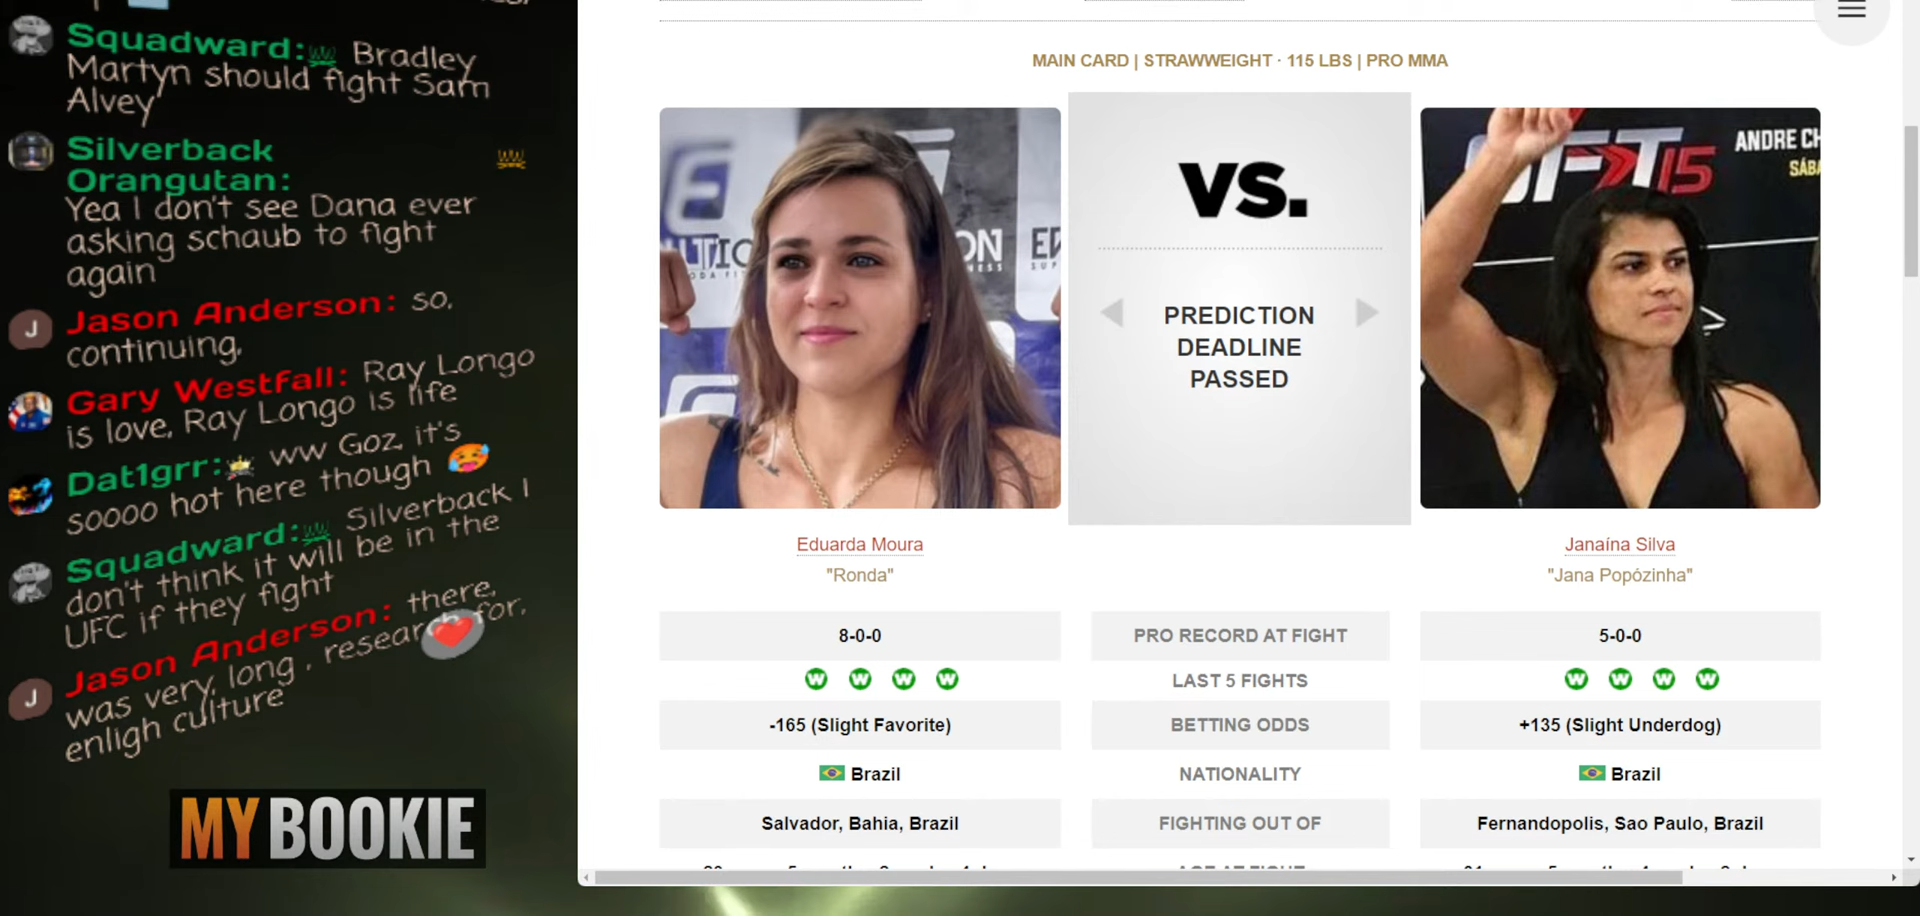 Squadward: Bradley
Martyn should fight Sam
Alvey
Silverback
Orangutan:
Yea I don't see Dana ever
asking schaub to fight
again
Jason Anderson: so,
continuing,
Gary Westfall: Ray Longo
is love, Ray Longo is life
Dat1grr: ww Goz, it's
soooo hot here though
Squadward: Silverback I
don't think it will be in the
UFC if they fight
Jason Anderson: there,
was very, long , research for,
enligh culture
MYBOOKIE
MAIN CARD | STRAWWEIGHT · 115 LBS | PRO MMA
VS.
PREDICTION
DEADLINE
PASSED
ANDRE CH
SÁBA
15
Eduarda Moura
Janaína Silva
"Ronda"
"Jana Popózinha"
8-0-0 PRO RECORD AT FIGHT 5-0-0
W W W W LAST 5 FIGHTS W W W W
-165 (Slight Favorite) BETTING ODDS +135 (Slight Underdog)
Brazil NATIONALITY Brazil
Salvador, Bahia, Brazil FIGHTING OUT OF Fernandopolis, Sao Paulo, Brazil